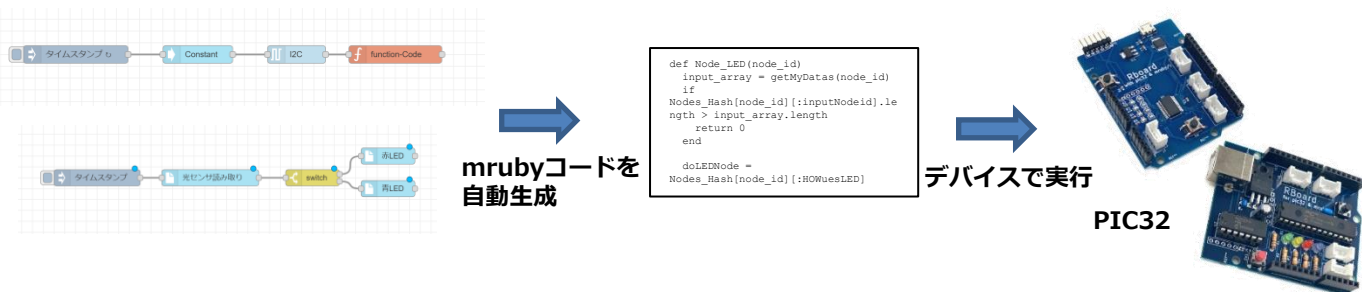 タイムスタンプ ↻
Constant
I2C
function-Code
タイムスタンプ
光センサ読み取り
switch
赤LED
青LED
mrubyコードを
自動生成
def Node_LED(node_id)
input_array = getMyDatas(node_id)
if
Nodes_Hash[node_id][:inputNodeid].le
ngth > input_array.length
return 0
end
doLEDNode =
Nodes_Hash[node_id][:HOWuesLED]
デバイスで実行
PIC32
Rboard
RBoard